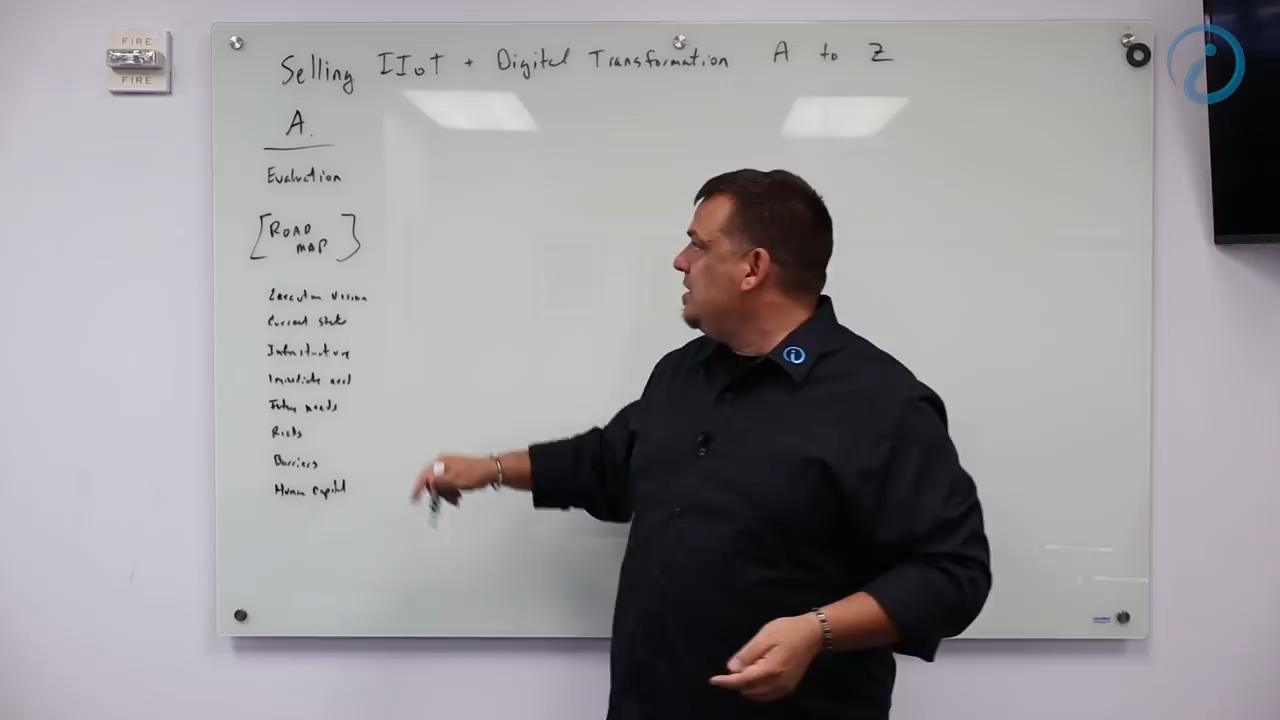 FIRE
FIRE
Selling IIoT + Digital Transformation A to Z
A.
Evaluation
[ROAD
MAP]
Executive vision
Current state
Infrastructure
Immediate need
Future needs
Risks
Barriers
Human Capital